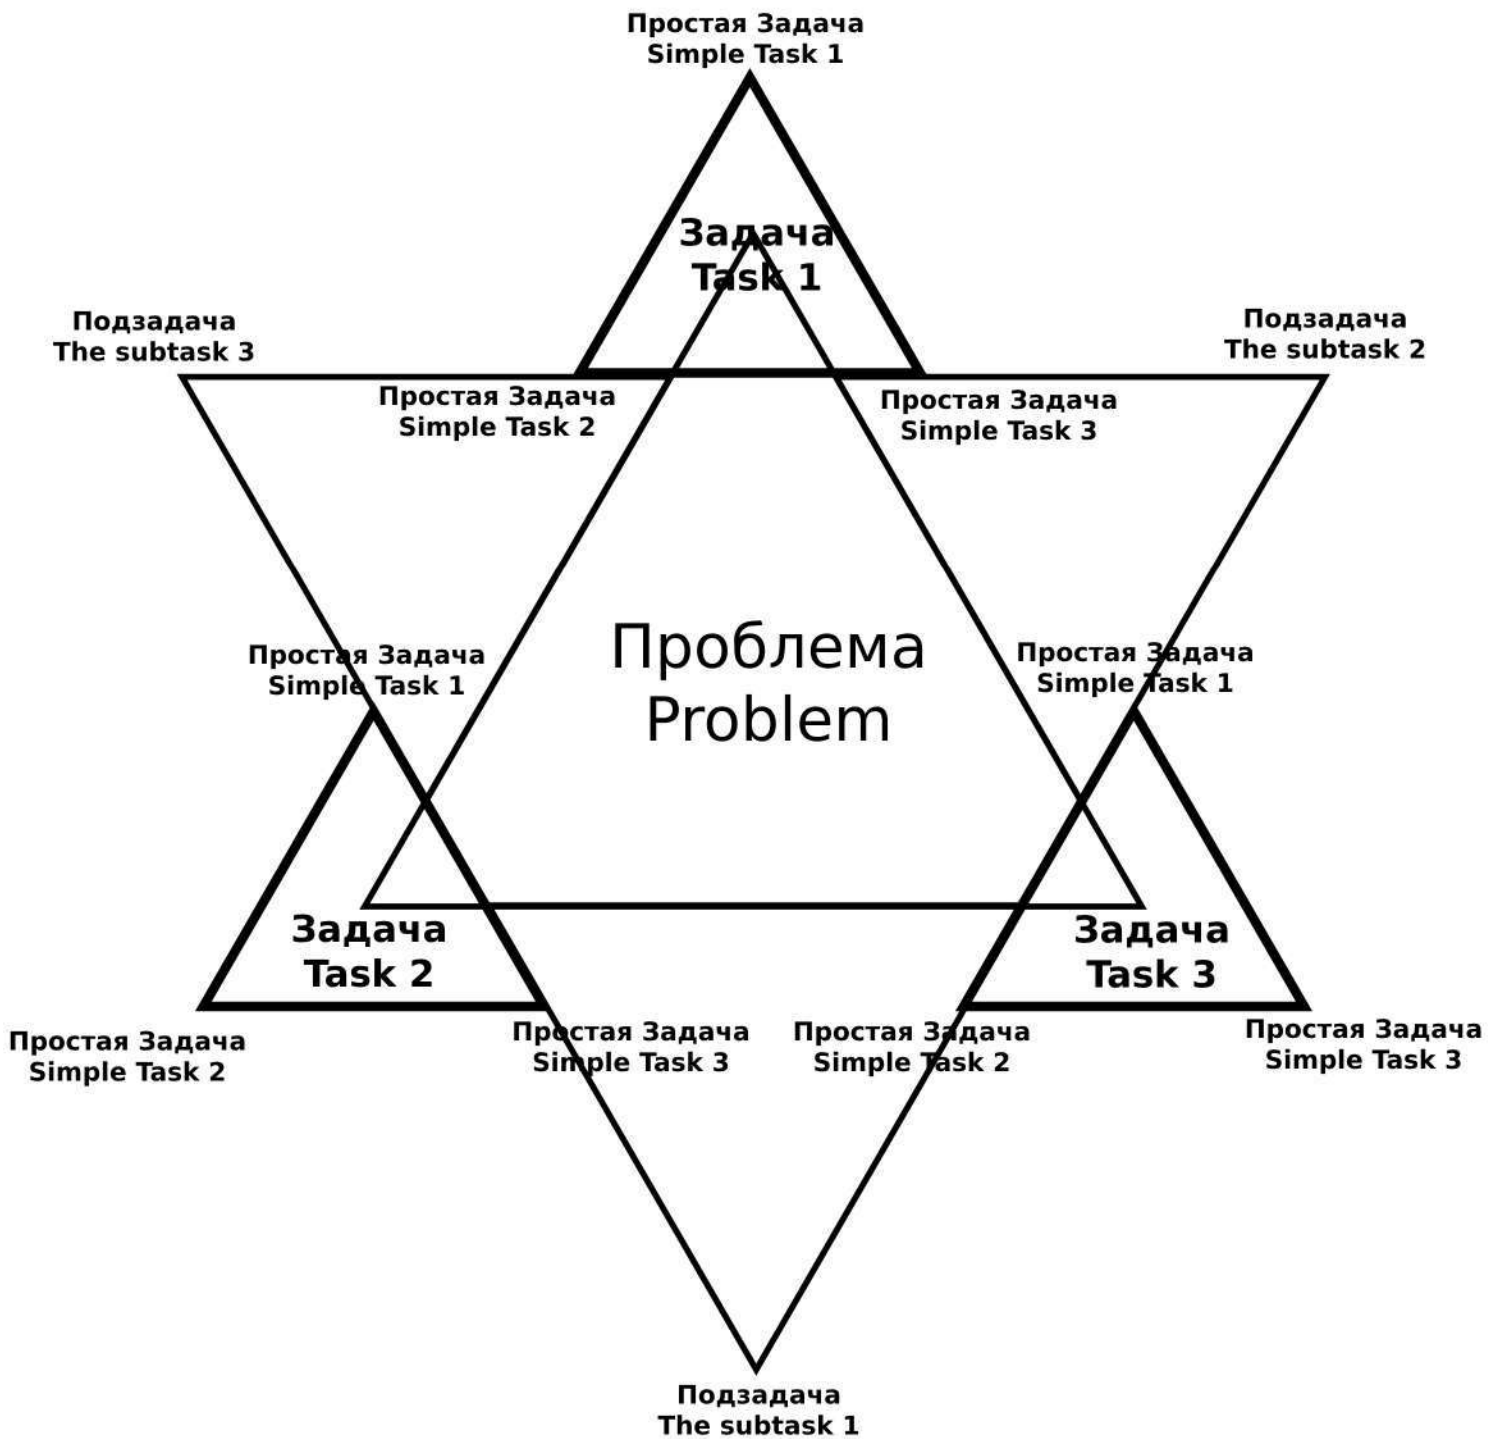 Простая Задача
Simple Task 1
Задача
Task 1
Подзадача
The subtask 3
Подзадача
The subtask 2
Простая Задача
Simple Task 2
Простая Задача
Simple Task 3
Проблема
Problem
Простая Задача
Simple Task 1
Простая Задача
Simple Task 1
Задача
Task 2
Задача
Task 3
Простая Задача
Simple Task 2
Простая Задача
Simple Task 3
Простая Задача
Simple Task 2
Простая Задача
Simple Task 3
Подзадача
The subtask 1